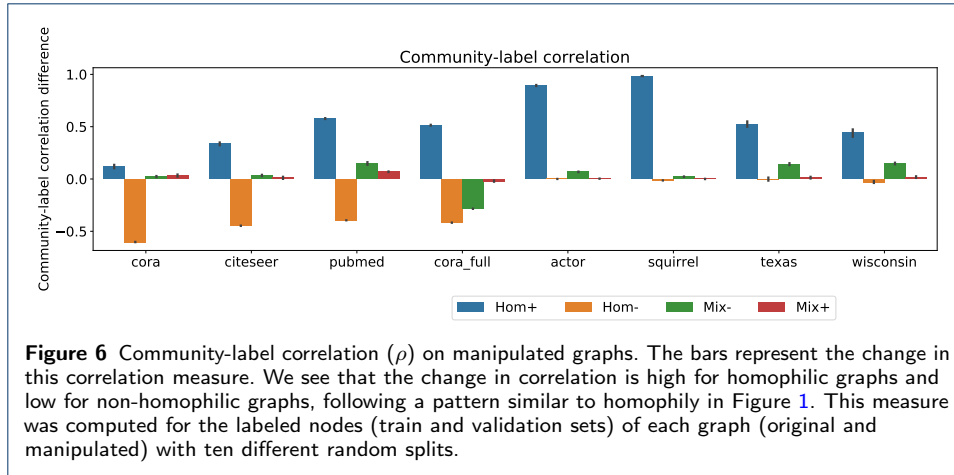 Community-label correlation
Community-label correlation difference
1.0
0.5
0.0
−0.5
cora citeseer pubmed cora_full actor squirrel texas wisconsin
Hom+ Hom- Mix- Mix+
Figure 6 Community-label correlation (ρ) on manipulated graphs. The bars represent the change in
this correlation measure. We see that the change in correlation is high for homophilic graphs and
low for non-homophilic graphs, following a pattern similar to homophily in Figure 1. This measure
was computed for the labeled nodes (train and validation sets) of each graph (original and
manipulated) with ten different random splits.